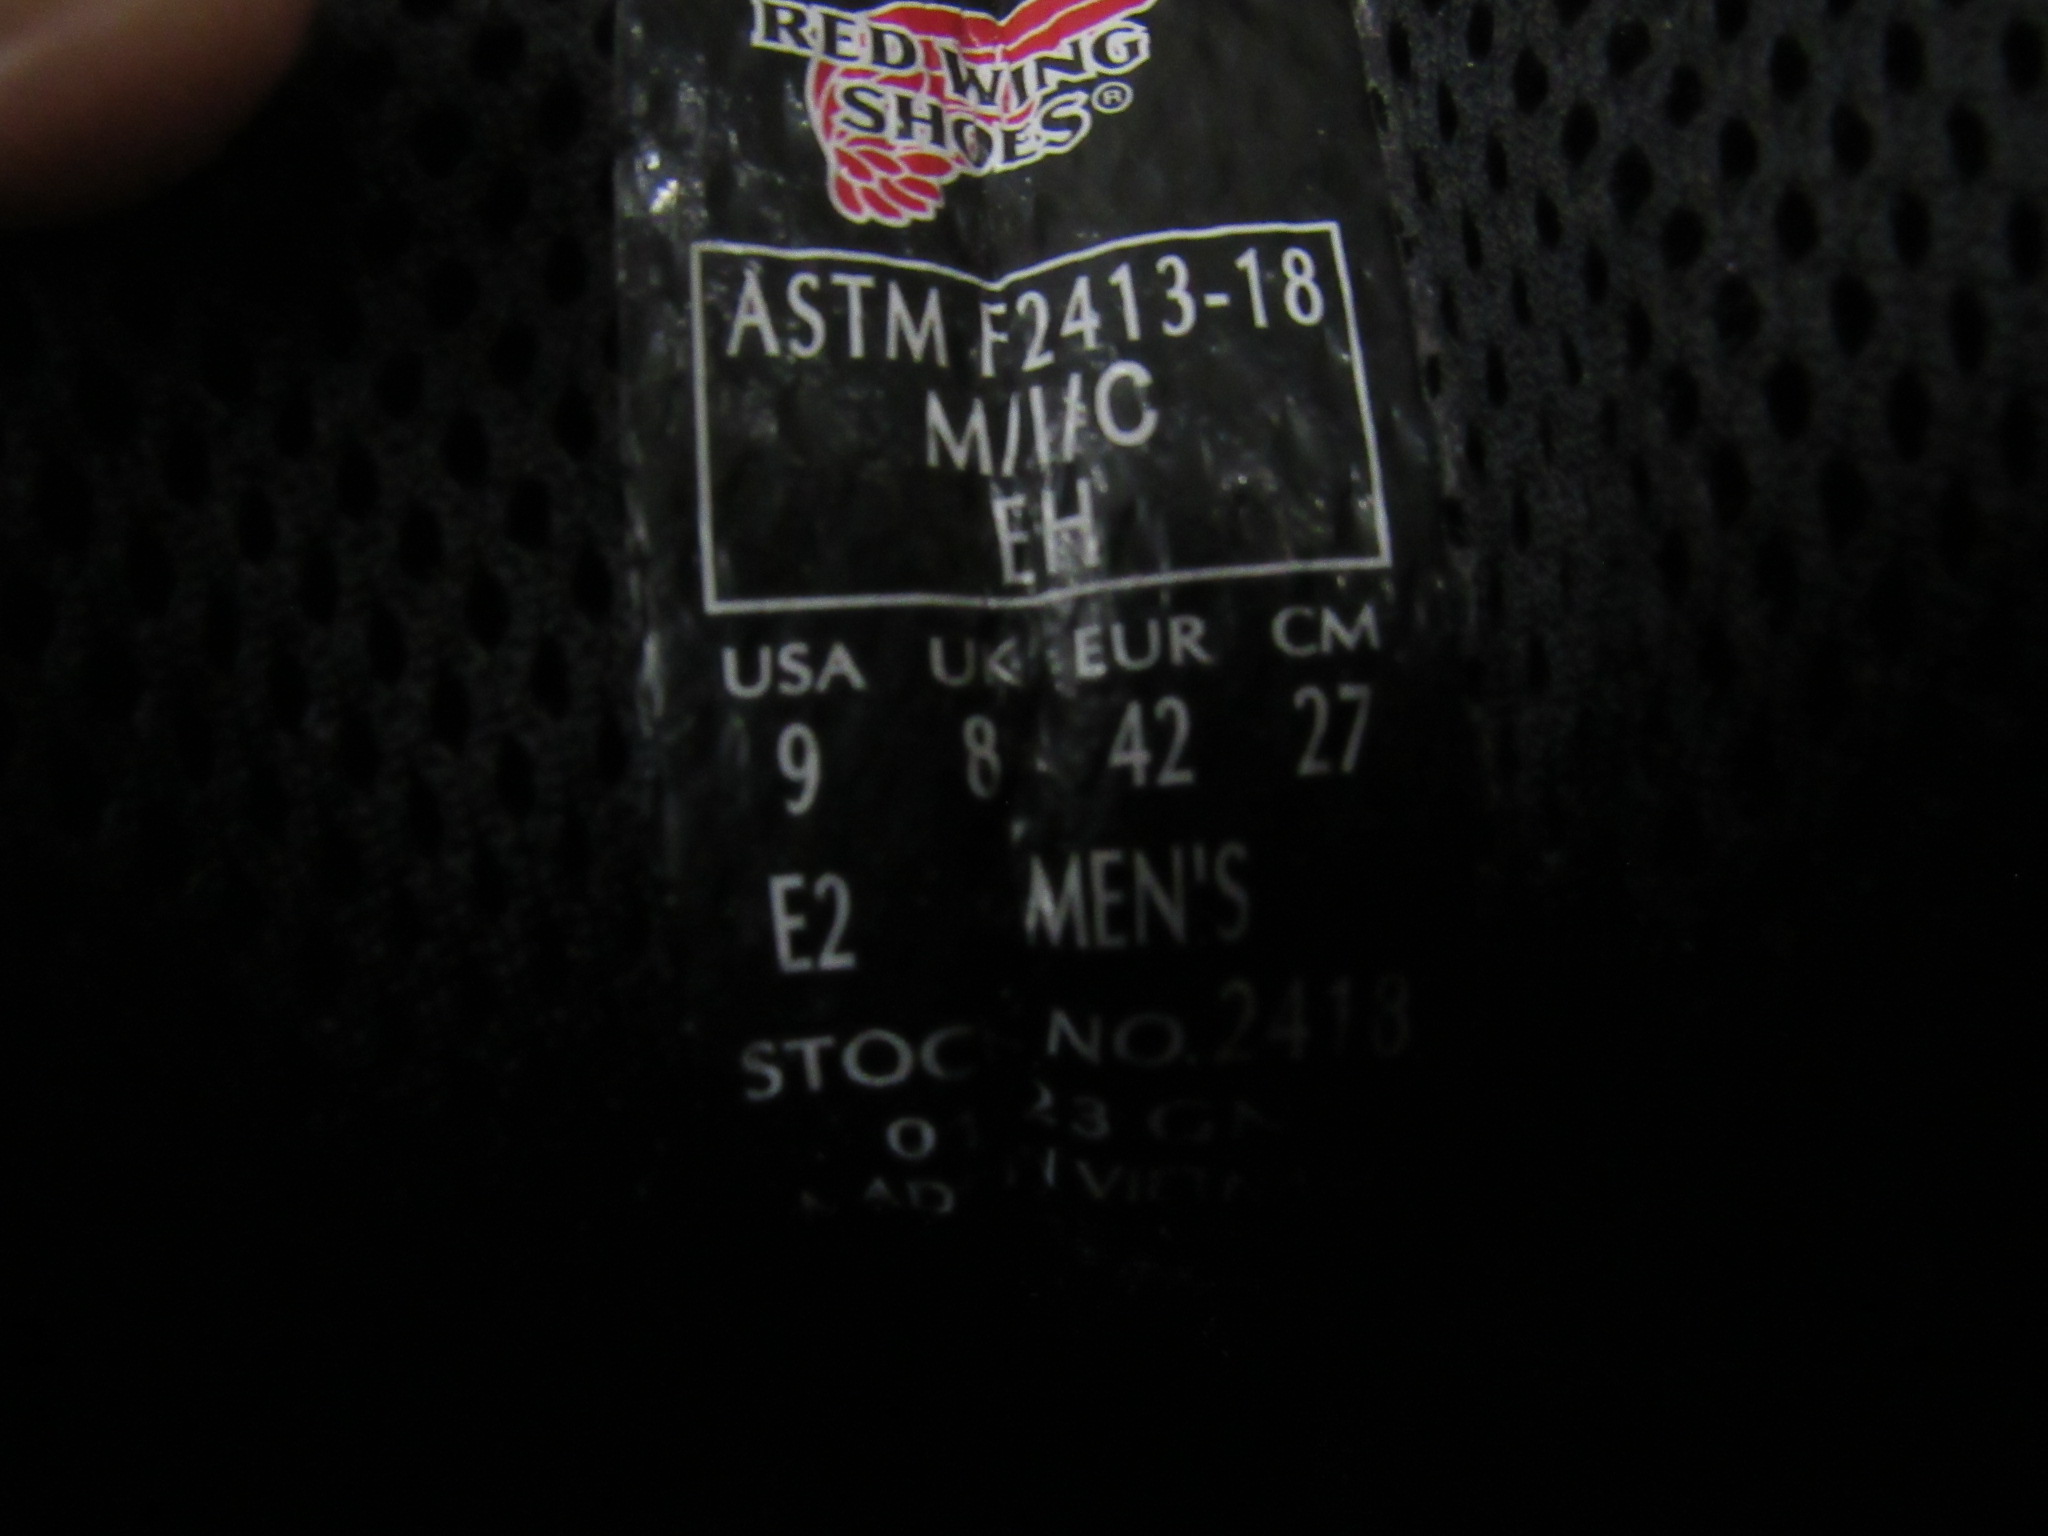 RED WING
SHOES®
ASTM F2413-18
M/I/C
EH
USA UK EUR CM
9 8 42 27
E2 MEN'S
STOCK NO. 2418